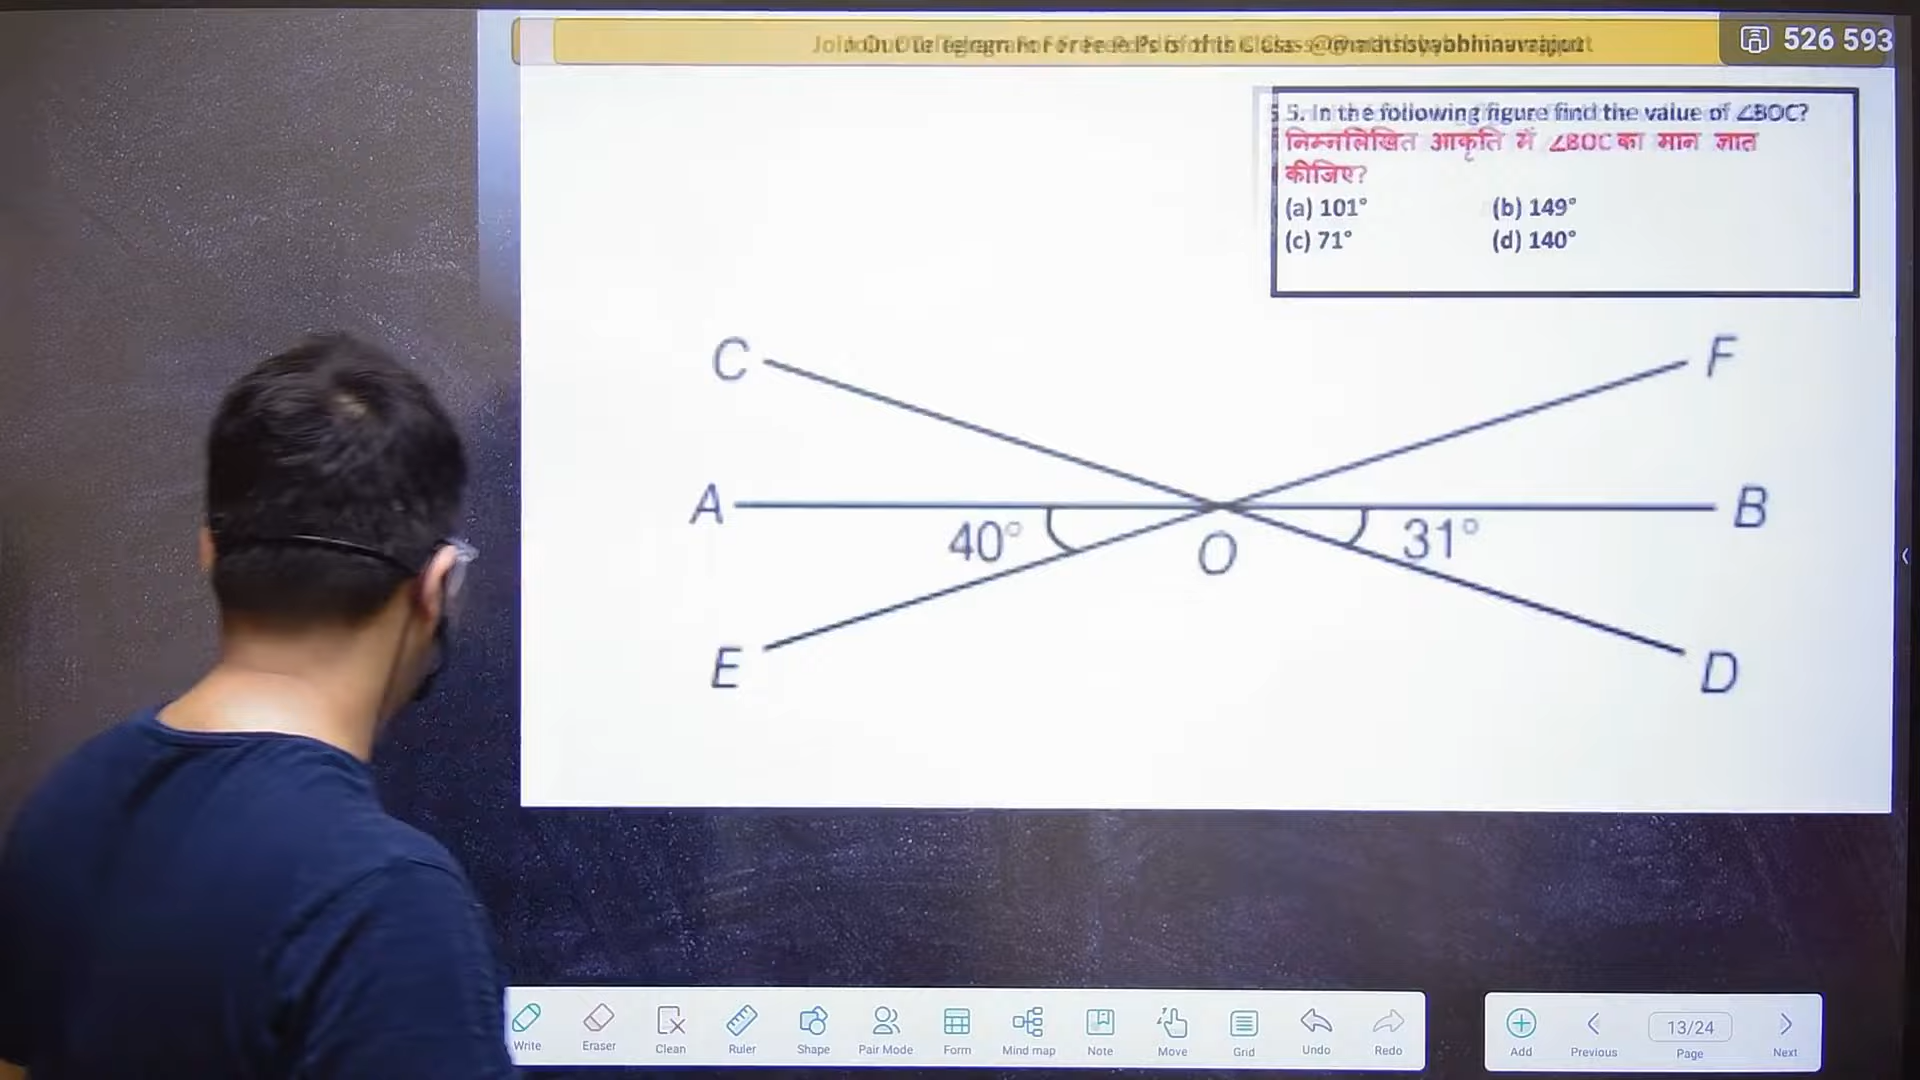 526 593
5. In the following figure find the value of ∠BOC?
निम्नलिखित आकृति में ∠BOC का मान ज्ञात
कीजिए?
(a) 101° (b) 149°
(c) 71° (d) 140°
C F
A B
40° 31°
O
E D
Write Eraser Clean Ruler Shape Pair Mode Form Mind map Note Move Grid Undo Redo
13/24
Add Previous Page Next